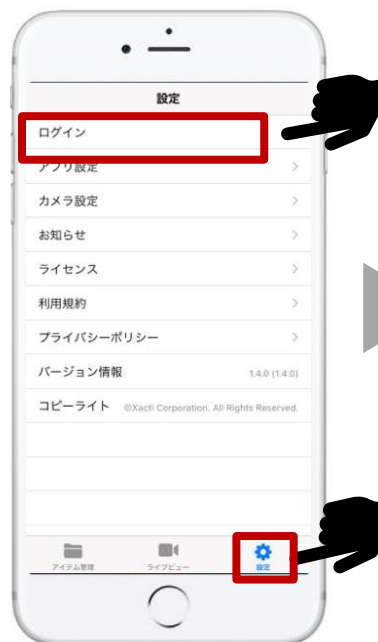 設定
ログイン
アプリ設定
カメラ設定
お知らせ
ライセンス
利用規約
プライバシーポリシー
バージョン情報 1.4.0 (1.4.0)
コピーライト ©Xacti Corporation. All Rights Reserved.
アイテム管理 ライブビュー 設定